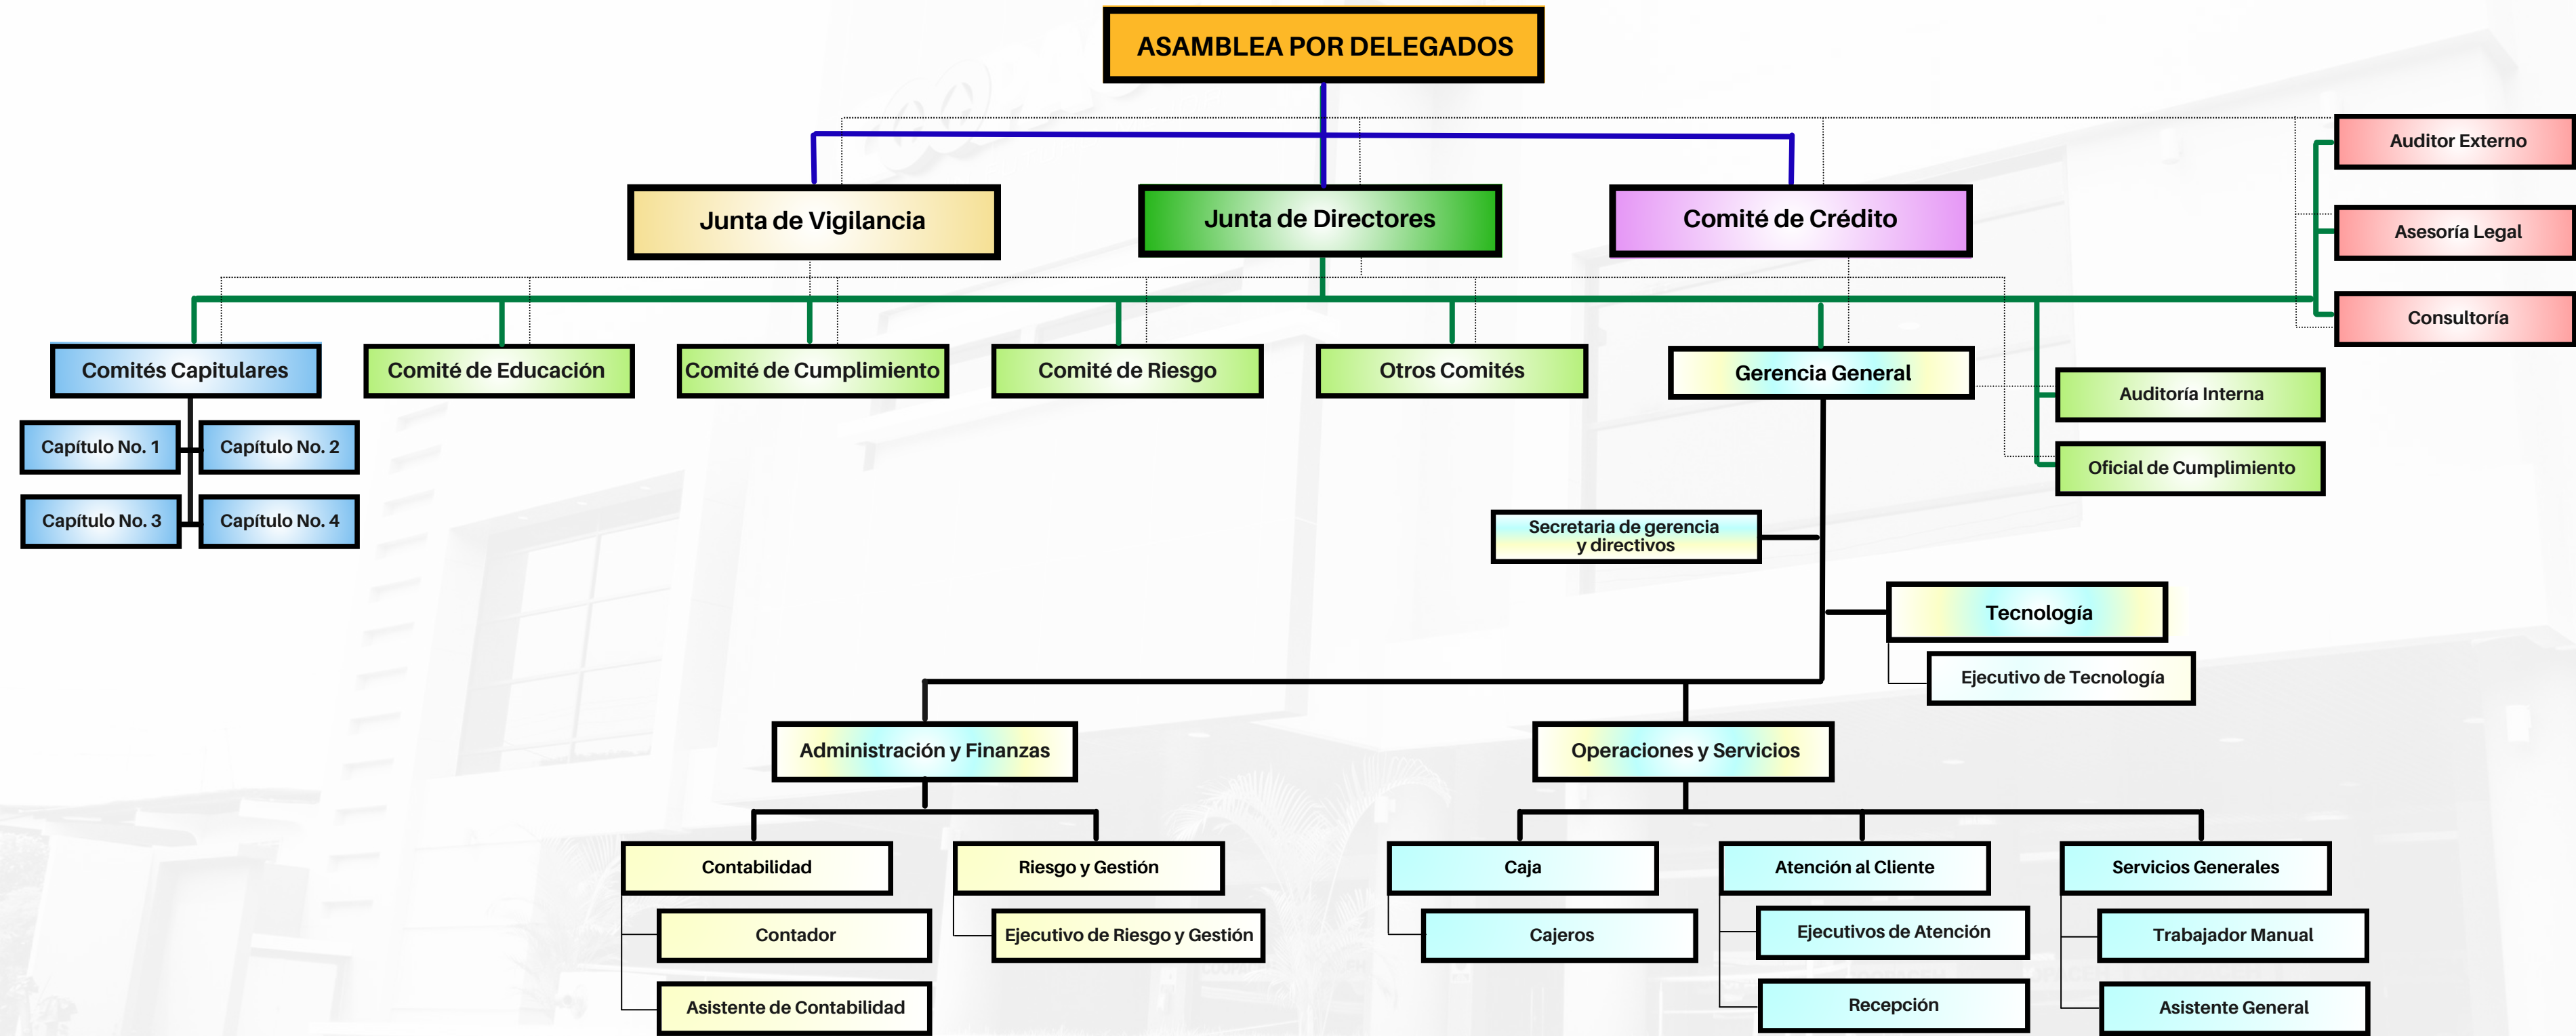 ASAMBLEA POR DELEGADOS
Auditor Externo
Junta de Vigilancia
Junta de Directores
Comité de Crédito
Asesoría Legal
Consultoría
Comités Capitulares
Comité de Educación
Comité de Cumplimiento
Comité de Riesgo
Otros Comités
Gerencia General
Auditoría Interna
Capítulo No. 1
Capítulo No. 2
Oficial de Cumplimiento
Capítulo No. 3
Capítulo No. 4
Secretaria de gerencia
y directivos
Tecnología
Ejecutivo de Tecnología
Administración y Finanzas
Operaciones y Servicios
Contabilidad
Riesgo y Gestión
Caja
Atención al Cliente
Servicios Generales
Contador
Ejecutivo de Riesgo y Gestión
Cajeros
Ejecutivos de Atención
Trabajador Manual
Asistente de Contabilidad
Recepción
Asistente General